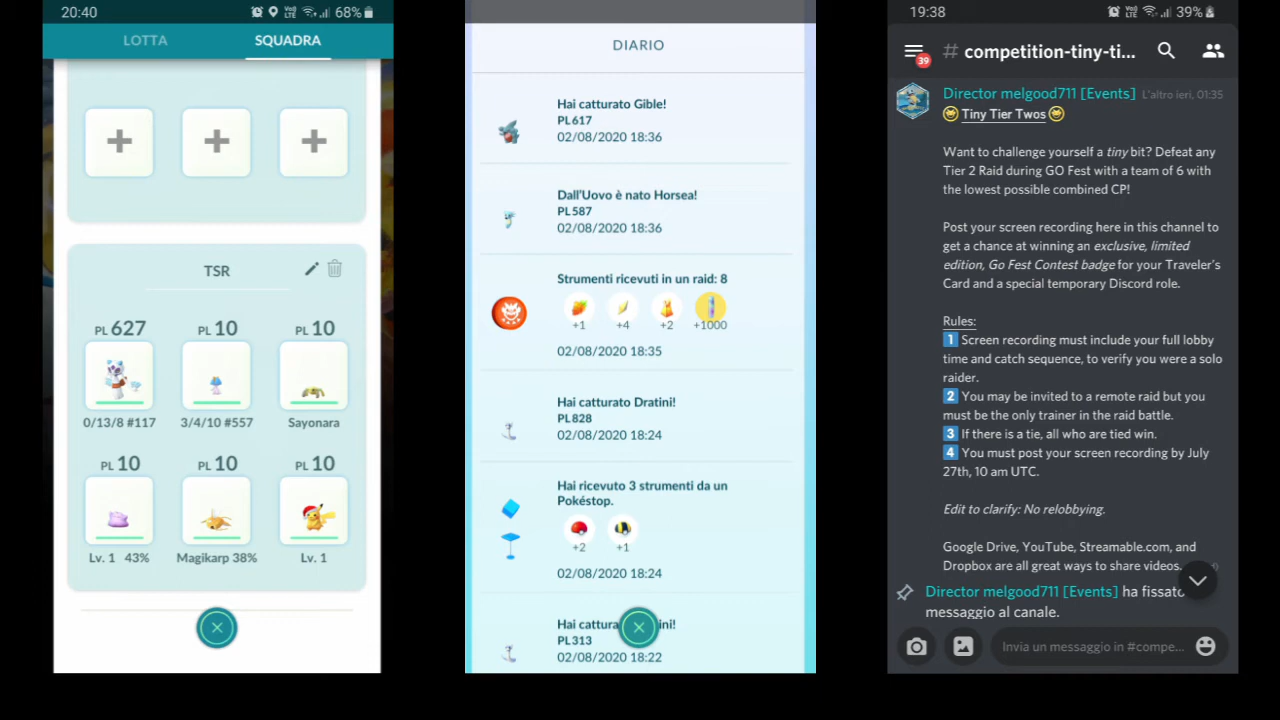 20:40
68%
LOTTA
SQUADRA
TSR
PL 627
PL 10
PL 10
0/13/8 #117
3/4/10 #557
Sayonara
PL 10
PL 10
PL 10
Lv. 1 43%
Magikarp 38%
Lv. 1
DIARIO
Hai catturato Gible!
PL 617
02/08/2020 18:36
Dall'Uovo è nato Horsea!
PL 587
02/08/2020 18:36
Strumenti ricevuti in un raid: 8
+1
+4
+2
+1000
02/08/2020 18:35
Hai catturato Dratini!
PL 828
02/08/2020 18:24
Hai ricevuto 3 strumenti da un
Pokéstop.
+2
+1
02/08/2020 18:24
PL 313
02/08/2020 18:22
19:38
39%
39
# competition-tiny-ti...
Director melgood711 [Events] L'altro ieri, 01:35
Tiny Tier Twos
Want to challenge yourself a tiny bit? Defeat any
Tier 2 Raid during GO Fest with a team of 6 with
the lowest possible combined CP!
Post your screen recording here in this channel to
get a chance at winning an exclusive, limited
edition, Go Fest Contest badge for your Traveler's
Card and a special temporary Discord role.
Rules:
1 Screen recording must include your full lobby
time and catch sequence, to verify you were a solo
raider.
2 You may be invited to a remote raid but you
must be the only trainer in the raid battle.
3 If there is a tie, all who are tied win.
4 You must post your screen recording by July
27th, 10 am UTC.
Edit to clarify: No relobbying.
Google Drive, YouTube, Streamable.com, and
Dropbox are all great ways to share videos.
Director melgood711 [Events] ha fissato
messaggio al canale.
Invia un messaggio in #compe...